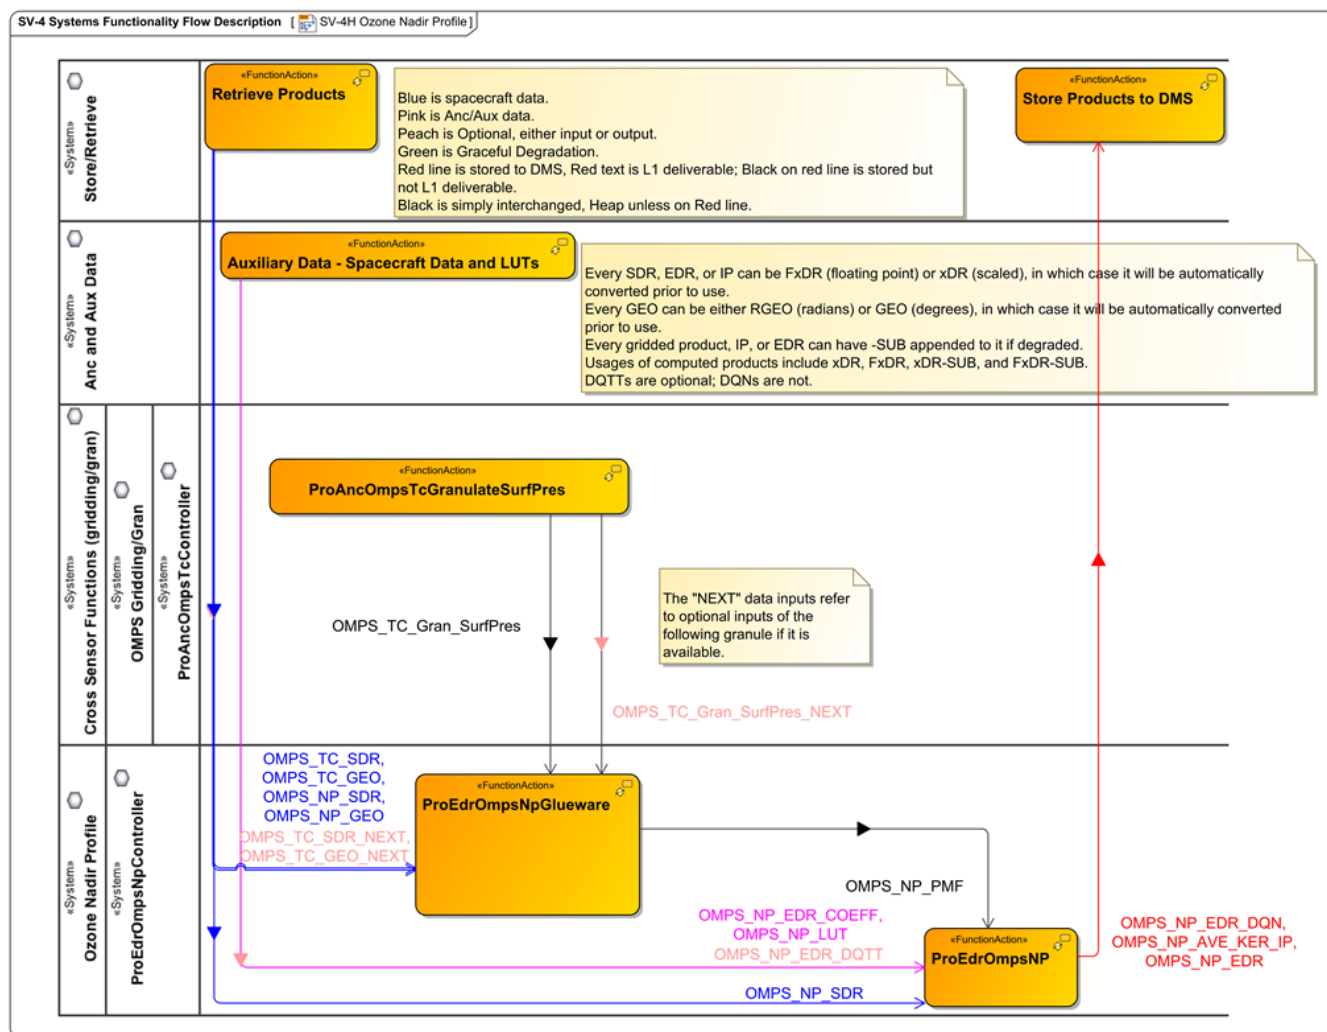 SV-4 Systems Functionality Flow Description [ SV-4H Ozone Nadir Profile ]
«System»
Store/Retrieve
«FunctionAction»
Retrieve Products
Blue is spacecraft data.
Pink is Anc/Aux data.
Peach is Optional, either input or output.
Green is Graceful Degradation.
Red line is stored to DMS, Red text is L1 deliverable; Black on red line is stored but
not L1 deliverable.
Black is simply interchanged, Heap unless on Red line.
«FunctionAction»
Store Products to DMS
«System»
Anc and Aux Data
«FunctionAction»
Auxiliary Data - Spacecraft Data and LUTs
Every SDR, EDR, or IP can be FxDR (floating point) or xDR (scaled), in which case it will be automatically
converted prior to use.
Every GEO can be either RGEO (radians) or GEO (degrees), in which case it will be automatically converted
prior to use.
Every gridded product, IP, or EDR can have -SUB appended to it if degraded.
Usages of computed products include xDR, FxDR, xDR-SUB, and FxDR-SUB.
DQTTs are optional; DQNs are not.
«System»
Cross Sensor Functions (gridding/gran)
«System»
OMPS Gridding/Gran
«System»
ProAncOmpsTcController
«FunctionAction»
ProAncOmpsTcGranulateSurfPres
OMPS_TC_Gran_SurfPres
The "NEXT" data inputs refer
to optional inputs of the
following granule if it is
available.
OMPS_TC_Gran_SurfPres_NEXT
«System»
Ozone Nadir Profile
«System»
ProEdrOmpsNpController
OMPS_TC_SDR,
OMPS_TC_GEO,
OMPS_NP_SDR,
OMPS_NP_GEO
OMPS_TC_SDR_NEXT,
OMPS_TC_GEO_NEXT
«FunctionAction»
ProEdrOmpsNpGlueware
OMPS_NP_PMF
OMPS_NP_EDR_COEFF,
OMPS_NP_LUT
OMPS_NP_EDR_DQTT
OMPS_NP_SDR
«FunctionAction»
ProEdrOmpsNP
OMPS_NP_EDR_DQN,
OMPS_NP_AVE_KER_IP,
OMPS_NP_EDR